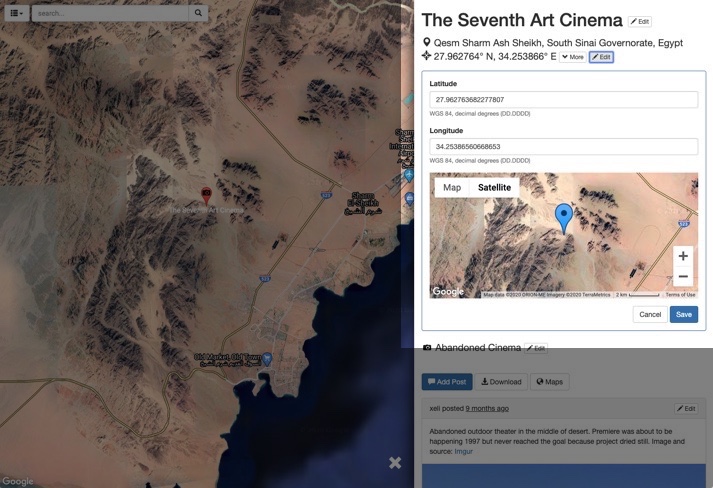 search...
Sharm
El-Sheikh
شرم الشيخ
Old Market, Old Town
The Seventh Art Cinema
Google
The Seventh Art Cinema Edit
Qesm Sharm Ash Sheikh, South Sinai Governorate, Egypt
27.962764° N, 34.253866° E More Edit
Latitude
27.962763682277807
WGS 84, decimal degrees (DD.DDDD)
Longitude
34.25386560668653
WGS 84, decimal degrees (DD.DDDD)
Map Satellite
Google Map data ©2020 ORION-ME Imagery ©2020 TerraMetrics 2 km Terms of Use
Cancel Save
Abandoned Cinema Edit
Add Post Download Maps
xeli posted 9 months ago Edit
Abandoned outdoor theater in the middle of desert. Premiere was about to
happening 1997 but never reached the goal because project dried still. Image and
source: Imgur